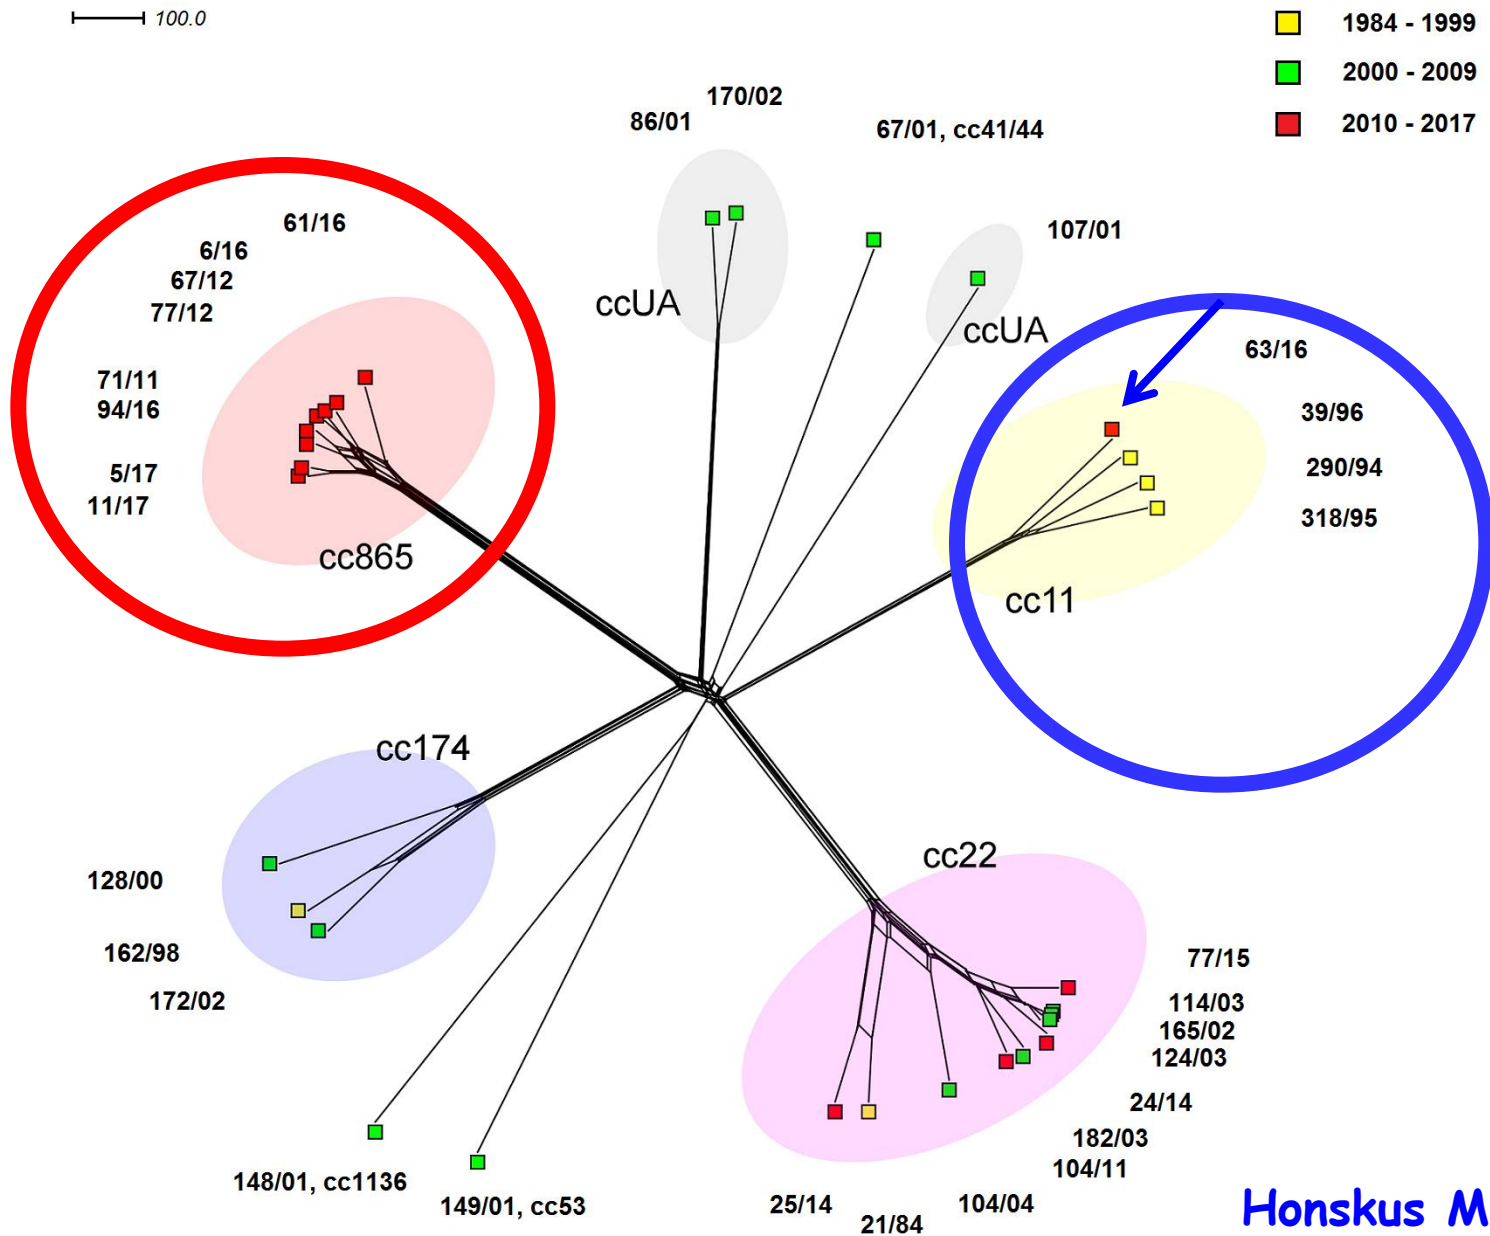 100.0
1984 - 1999
2000 - 2009
2010 - 2017
170/02
86/01
67/01, cc41/44
61/16
6/16
67/12
77/12
71/11
94/16
5/17
11/17
cc865
ccUA
107/01
ccUA
63/16
39/96
290/94
318/95
cc11
cc174
128/00
162/98
172/02
148/01, cc1136
149/01, cc53
cc22
77/15
114/03
165/02
124/03
24/14
182/03
104/11
104/04
25/14
21/84
Honskus M